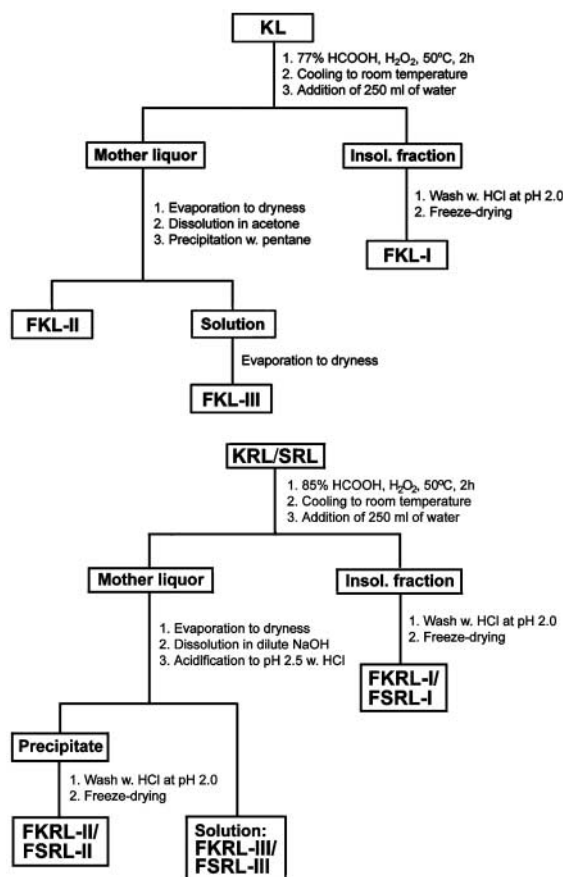 KL
1. 77% HCOOH, H₂O₂, 50ºC, 2h
2. Cooling to room temperature
3. Addition of 250 ml of water
Mother liquor
Insol. fraction
1. Evaporation to dryness
2. Dissolution in acetone
3. Precipitation w. pentane
1. Wash w. HCl at pH 2.0
2. Freeze-drying
FKL-I
FKL-II
Solution
Evaporation to dryness
FKL-III
KRL/SRL
1. 85% HCOOH, H₂O₂, 50ºC, 2h
2. Cooling to room temperature
3. Addition of 250 ml of water
Mother liquor
Insol. fraction
1. Evaporation to dryness
2. Dissolution in dilute NaOH
3. Acidification to pH 2.5 w. HCl
1. Wash w. HCl at pH 2.0
2. Freeze-drying
FKRL-I/
FSRL-I
Precipitate
1. Wash w. HCl at pH 2.0
2. Freeze-drying
FKRL-II/
FSRL-II
Solution:
FKRL-III/
FSRL-III